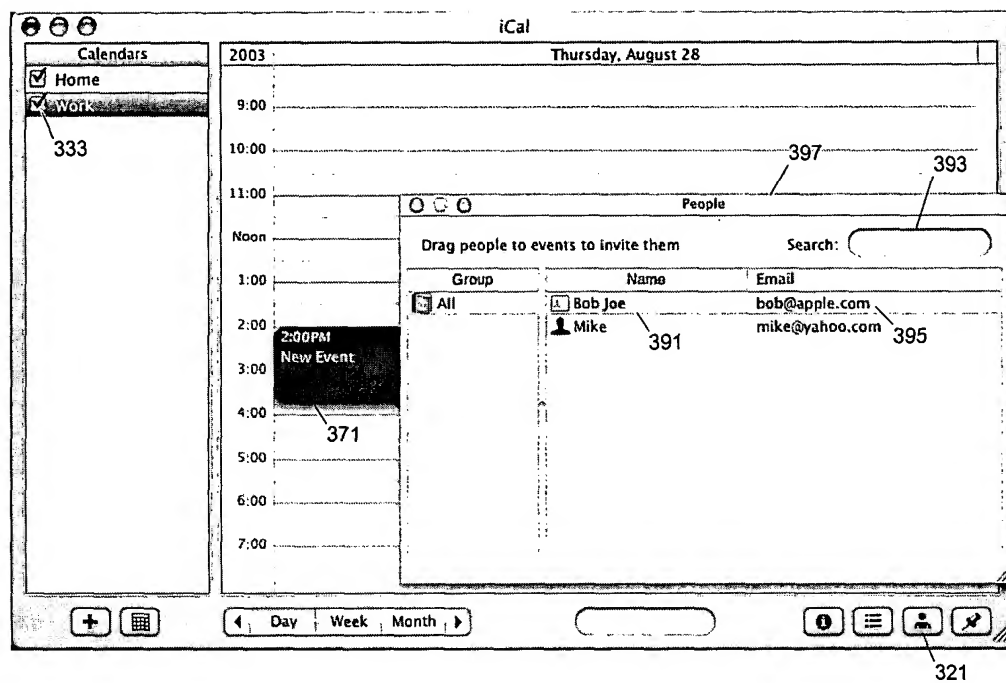 iCal
Calendars
2003
Thursday, August 28
Home
Work
333
9:00
10:00
11:00
Noon
1:00
2:00
3:00
4:00
5:00
6:00
7:00
2:00PM
New Event
371
397
393
People
Drag people to events to invite them
Search:
Group
Name
Email
All
Bob Joe
bob@apple.com
Mike
mike@yahoo.com
391
395
Day
Week
Month
321